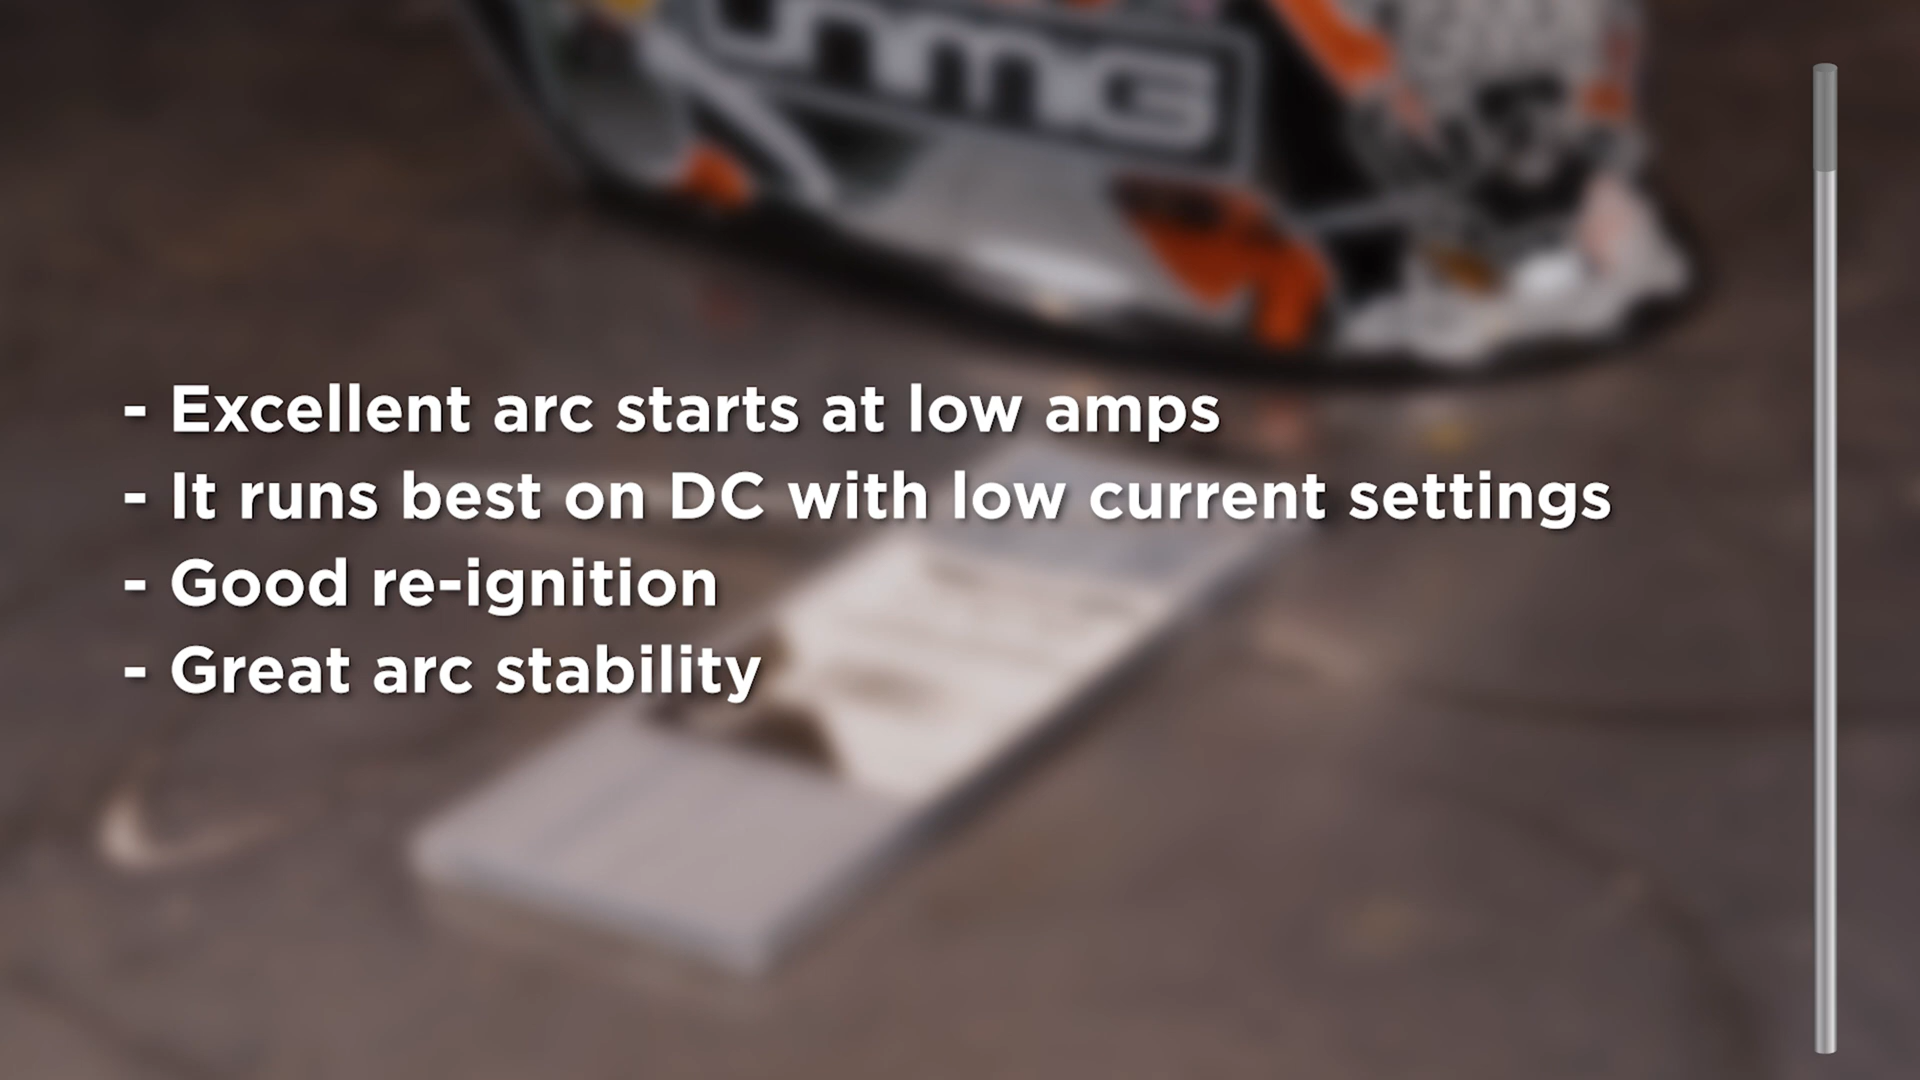 - Excellent arc starts at low amps
- It runs best on DC with low current settings
- Good re-ignition
- Great arc stability